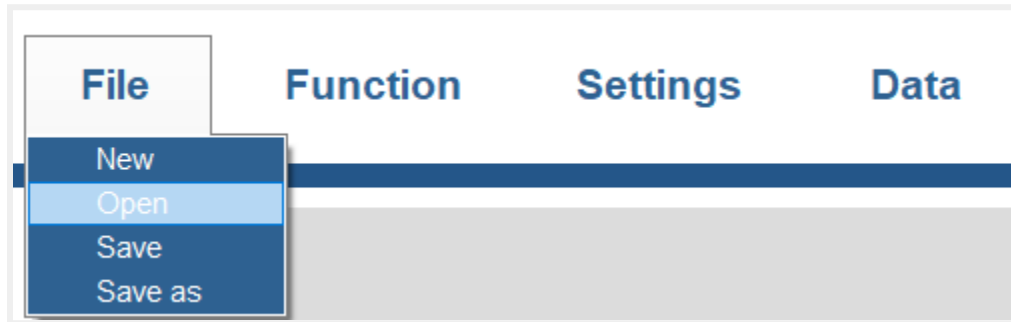 File Function Settings Data
New
Open
Save
Save as